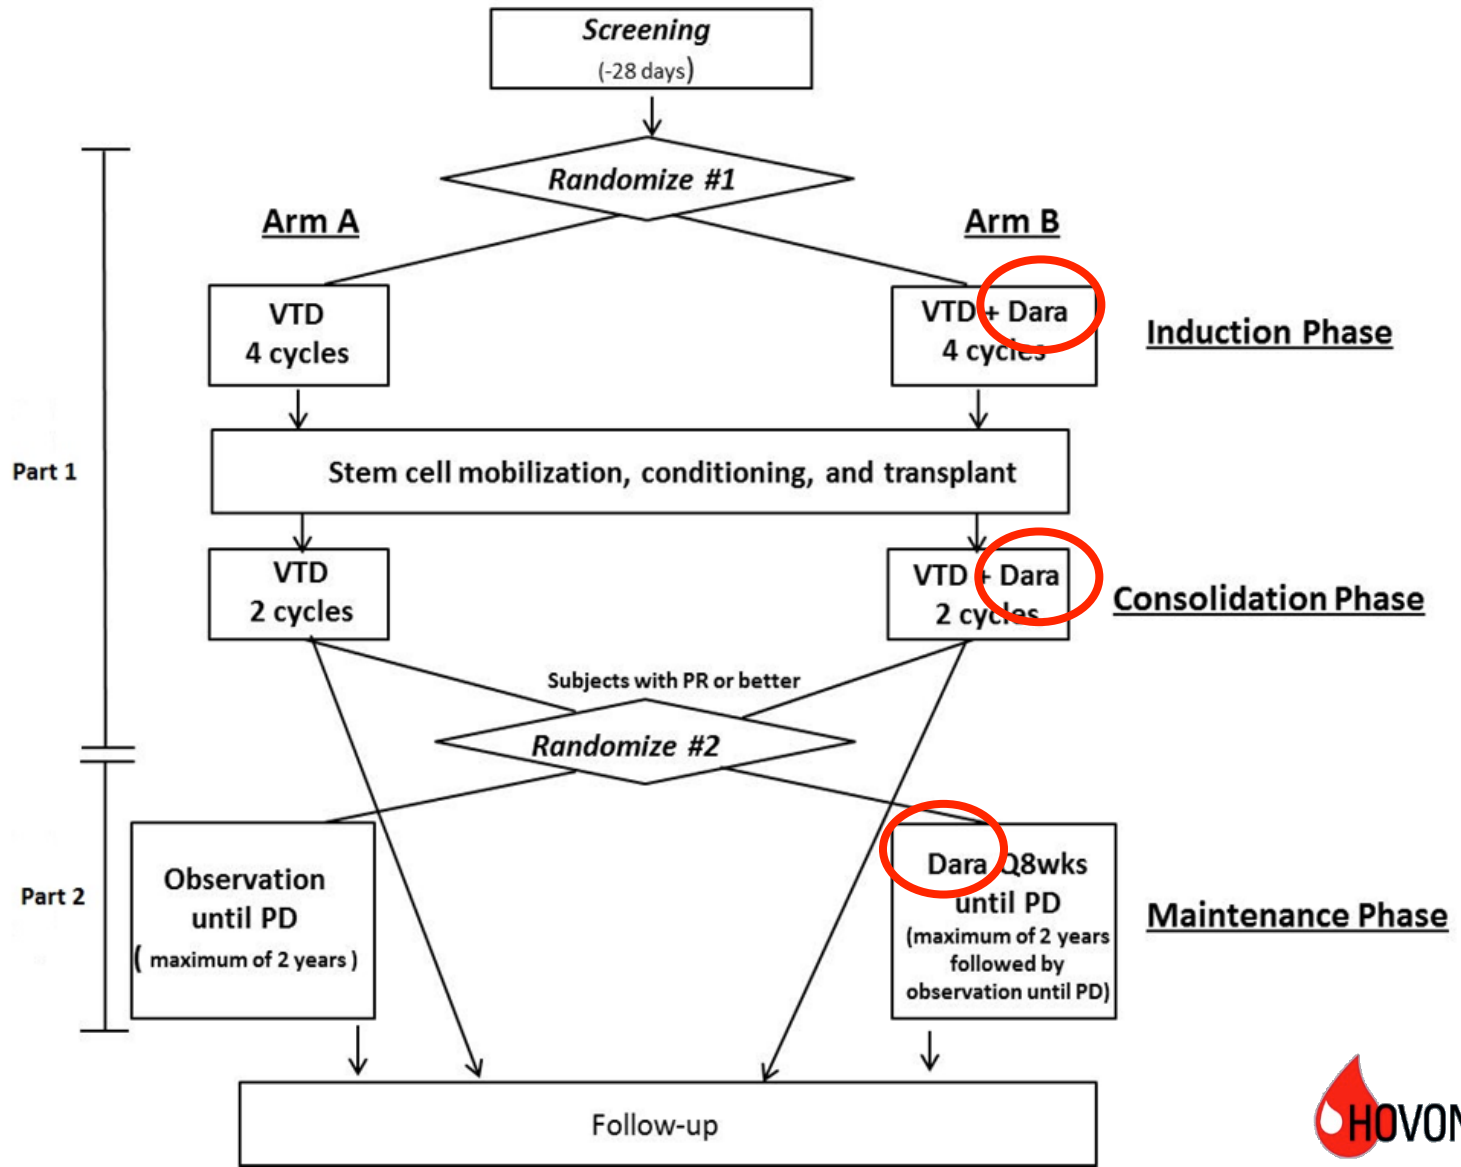 Screening
(-28 days)
Randomize #1
Arm A
Arm B
VTD
4 cycles
VTD + Dara
4 cycles
Induction Phase
Stem cell mobilization, conditioning, and transplant
Part 1
VTD
2 cycles
VTD + Dara
2 cycles
Consolidation Phase
Subjects with PR or better
Randomize #2
Part 2
Observation
until PD
( maximum of 2 years )
Dara Q8wks
until PD
(maximum of 2 years
followed by
observation until PD)
Maintenance Phase
Follow-up
HOVON